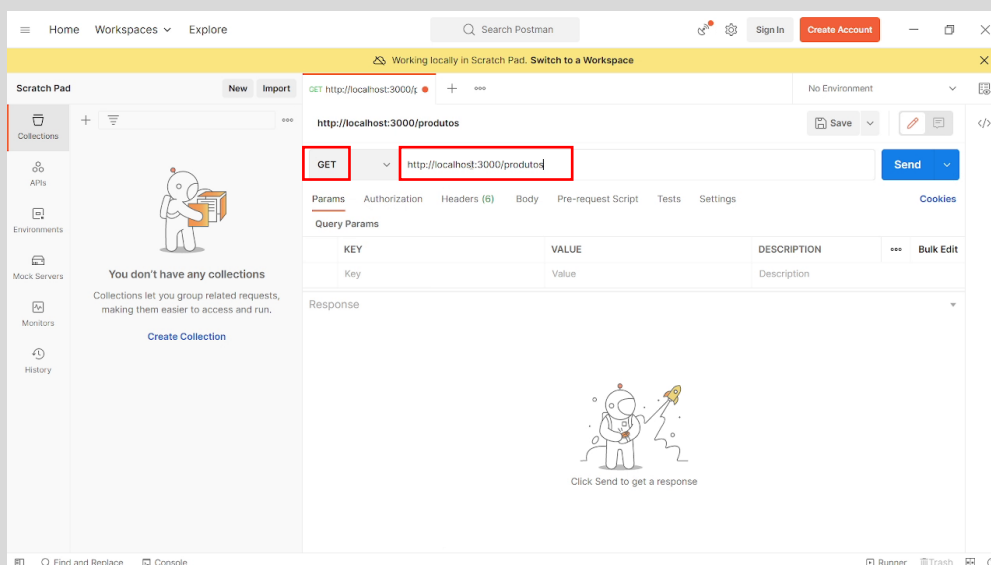 Home Workspaces Explore Search Postman Sign In Create Account
Working locally in Scratch Pad. Switch to a Workspace
Scratch Pad New Import GET http://localhost:3000/ No Environment
http://localhost:3000/produtos Save
Collections
GET http://localhost:3000/produtos Send
APIs
Params Authorization Headers (6) Body Pre-request Script Tests Settings Cookies
Environments
Query Params
KEY VALUE DESCRIPTION Bulk Edit
Key Value Description
Mock Servers
You don't have any collections
Collections let you group related requests,
making them easier to access and run.
Create Collection
Response
Monitors
History
Click Send to get a response
Find and Replace Console Runner Trash